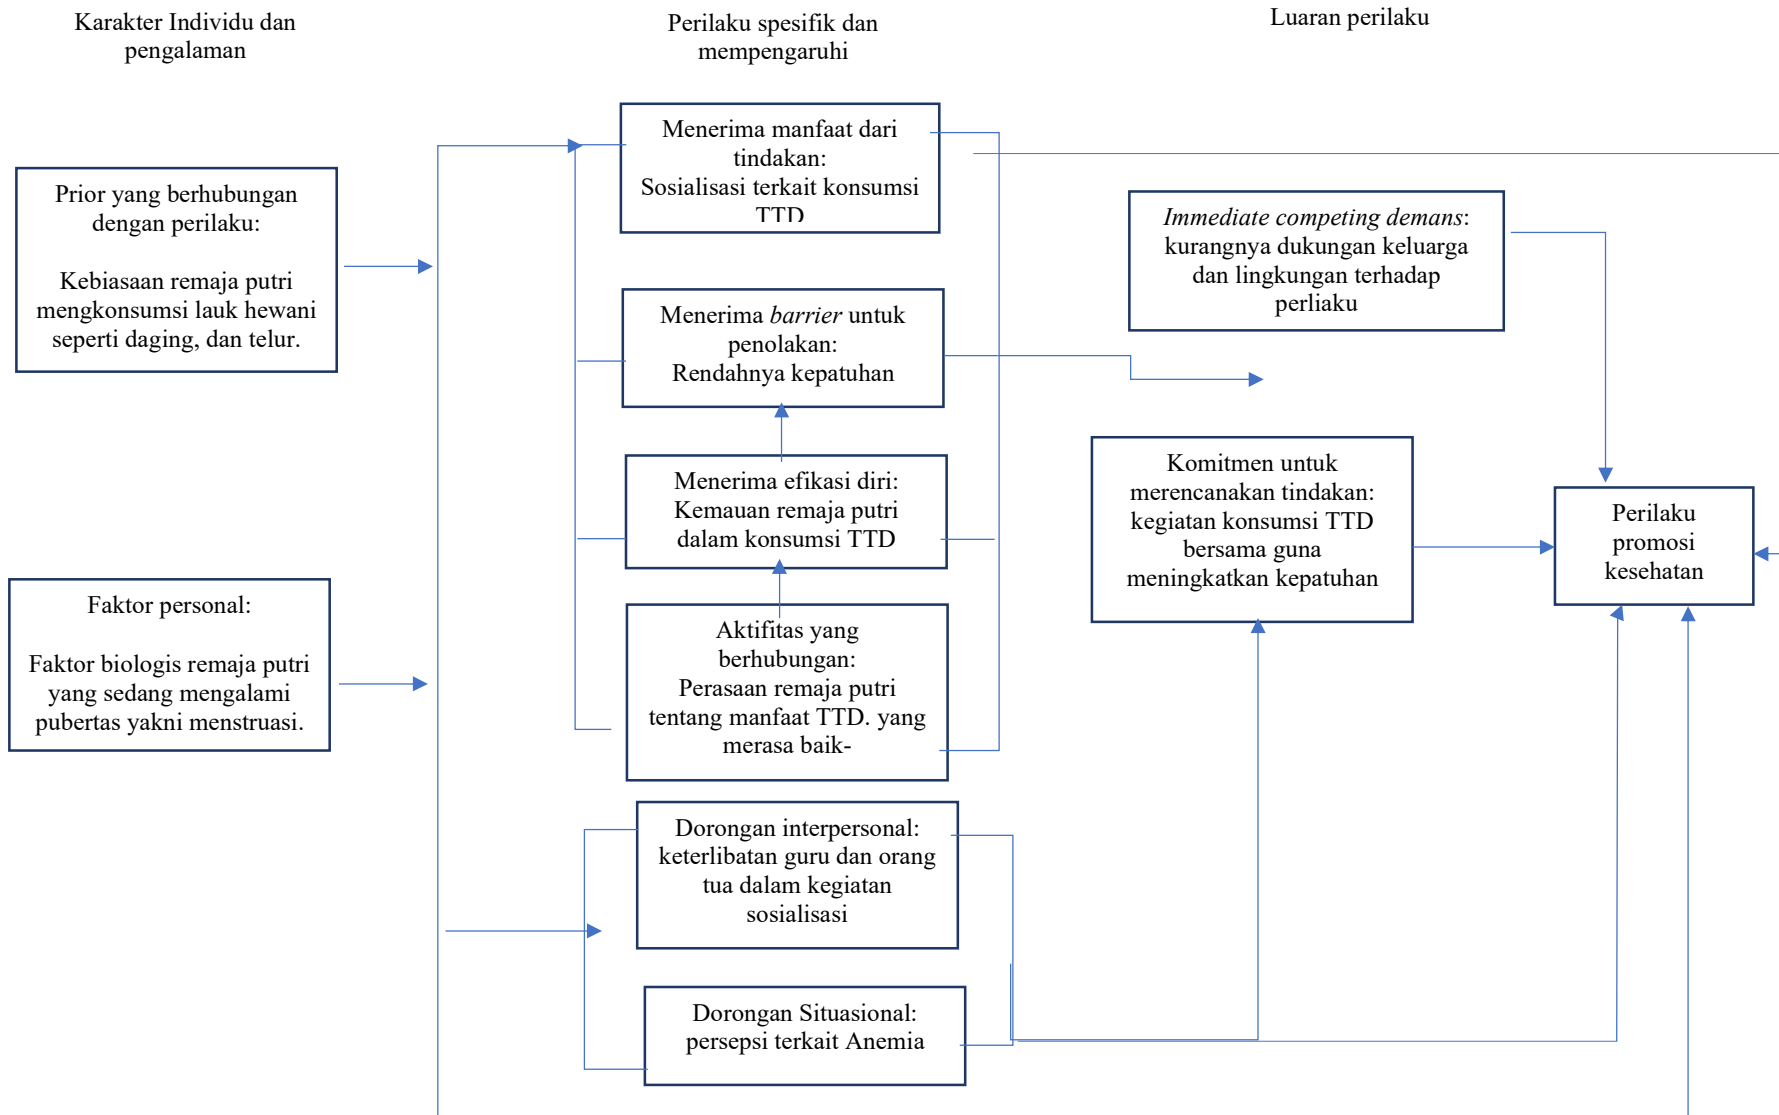 Karakter Individu dan
pengalaman
Perilaku spesifik dan
mempengaruhi
Luaran perilaku
Prior yang berhubungan
dengan perilaku:
Kebiasaan remaja putri
mengkonsumsi lauk hewani
seperti daging, dan telur.
Faktor personal:
Faktor biologis remaja putri
yang sedang mengalami
pubertas yakni menstruasi.
Menerima manfaat dari
tindakan:
Sosialisasi terkait konsumsi
TTD
Menerima barrier untuk
penolakan:
Rendahnya kepatuhan
Menerima efikasi diri:
Kemauan remaja putri
dalam konsumsi TTD
Aktifitas yang
berhubungan:
Perasaan remaja putri
tentang manfaat TTD. yang
merasa baik-
Dorongan interpersonal:
keterlibatan guru dan orang
tua dalam kegiatan
sosialisasi
Dorongan Situasional:
persepsi terkait Anemia
Immediate competing demans:
kurangnya dukungan keluarga
dan lingkungan terhadap
perliaku
Komitmen untuk
merencanakan tindakan:
kegiatan konsumsi TTD
bersama guna
meningkatkan kepatuhan
Perilaku
promosi
kesehatan